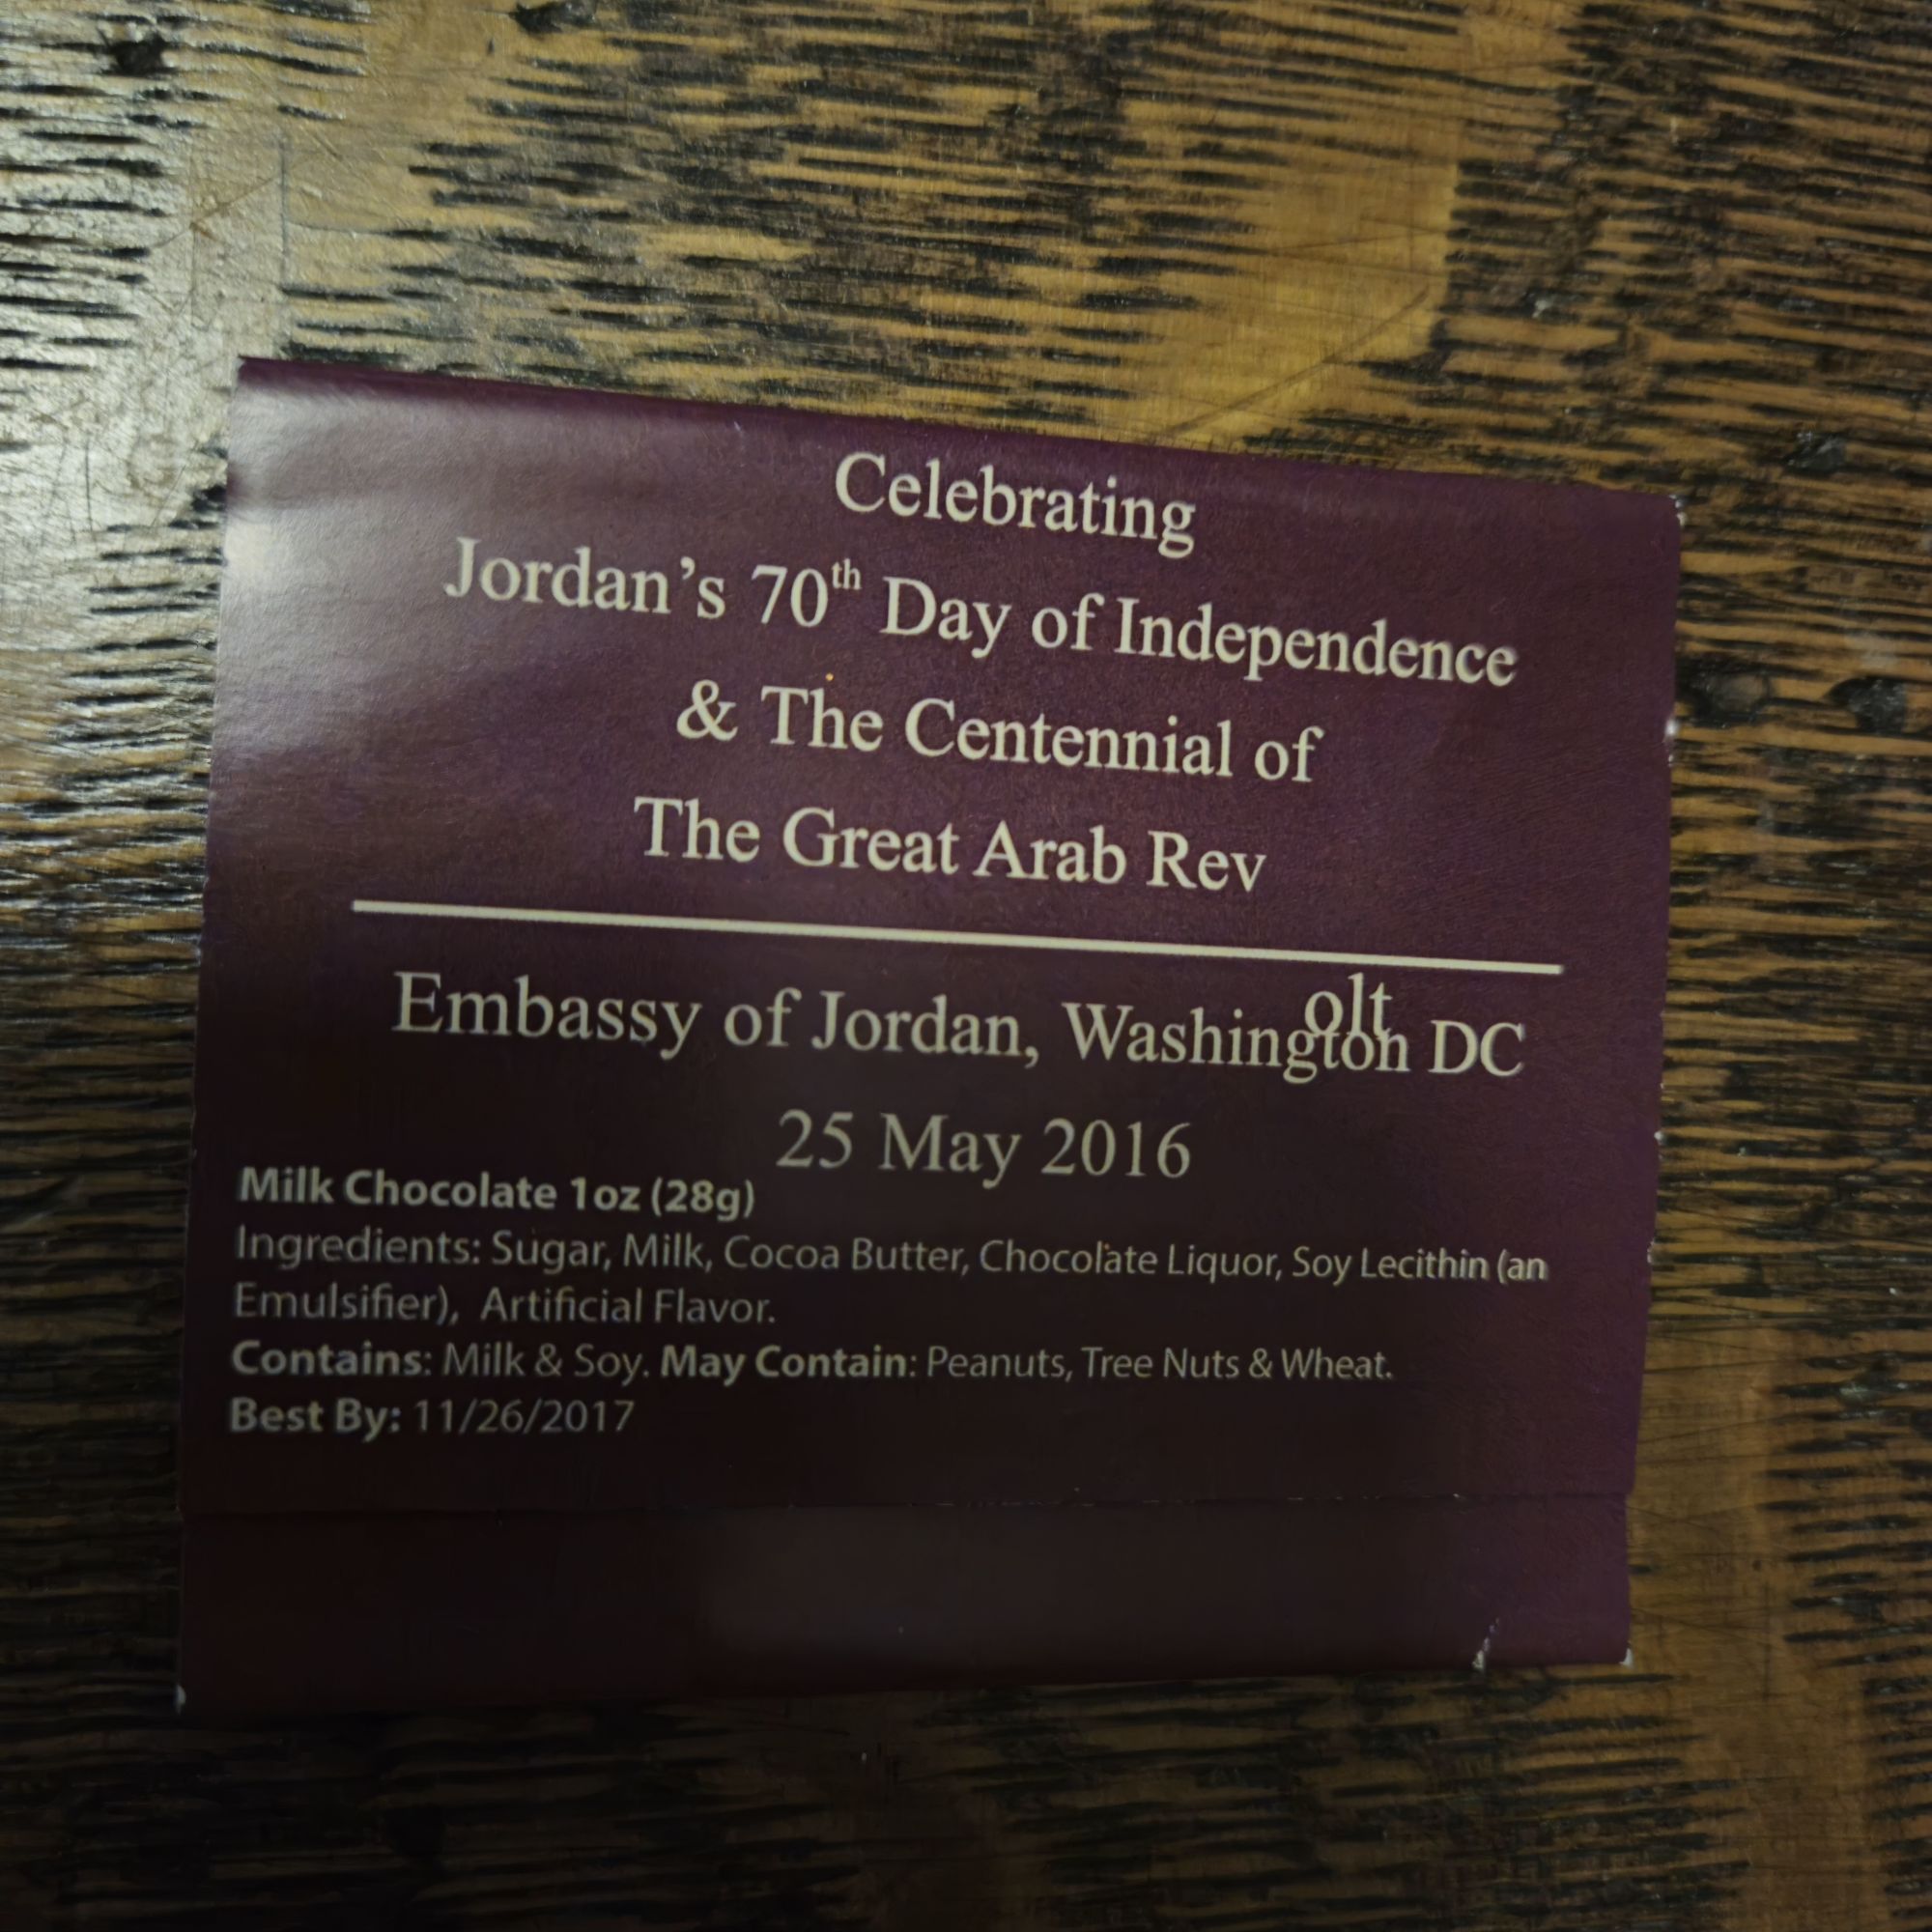 Celebrating
Jordan's 70th Day of Independence
& The Centennial of
The Great Arab Rev
olt
Embassy of Jordan, Washington DC
25 May 2016
Milk Chocolate 1oz (28g)
Ingredients: Sugar, Milk, Cocoa Butter, Chocolate Liquor, Soy Lecithin (an
Emulsifier), Artificial Flavor.
Contains: Milk & Soy. May Contain: Peanuts, Tree Nuts & Wheat.
Best By: 11/26/2017